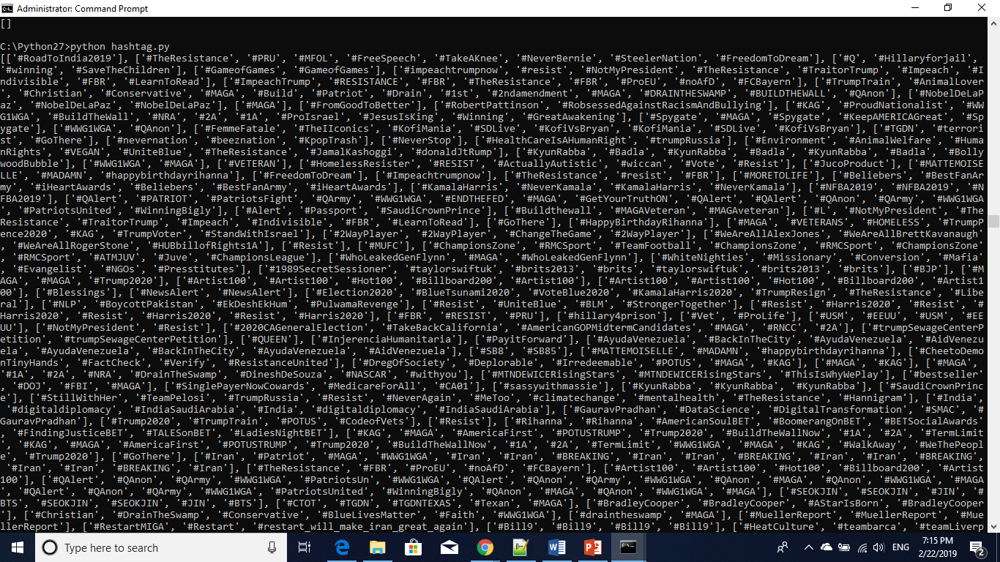 Administrator: Command Prompt
[]
C:\Python27>python hashtag.py
[['#RoadToIndia2019'], ['#TheResistance', '#PRU', '#MFOL', '#FreeSpeech', '#TakeAKnee', '#NeverBernie', '#SteelerNation', '#FreedomToDream'], ['#Q', '#Hillaryforjail',
'#winning', '#SaveTheChildren'], ['#GameofGames', '#GameofGames'], ['#impeachtrumpnow', '#resist', '#NotMyPresident', '#TheResistance', '#TraitorTrump', '#Impeach', '#I
ndivisible', '#FBR', '#LearnToRead'], ['#ImpeachTrump', '#RESISTANCE', '#FBR', '#TheResistance', '#FBR', '#ProEU', '#noAfD', '#FCBayern'], ['#TrumpTrain', '#AnimalLover'
, '#Christian', '#Conservative', '#MAGA', '#Build', '#Patriot', '#Drain', '#1st', '#2ndamendment', '#MAGA', '#DRAINTHESWAMP', '#BUILDTHEWALL', '#QAnon'], ['#NobelDeLaP
az', '#NobelDeLaPaz', '#NobelDeLaPaz'], ['#MAGA'], ['#FromGoodToBetter'], ['#RobertPattinson', '#RobsessedAgainstRacismAndBullying'], ['#KAG', '#ProudNationalist', '#WW
G1WGA', '#BuildTheWall', '#NRA', '#2A', '#1A', '#ProIsrael', '#JesusIsKing', '#Winning', '#GreatAwakening'], ['#Spygate', '#MAGA', '#Spygate', '#KeepAMERICAGreat', '#Sp
ygate'], ['#WWG1WGA', '#QAnon'], ['#FemmeFatale', '#TheIIconics', '#KofiMania', '#SDLive', '#KofiVsBryan', '#KofiMania', '#SDLive', '#KofiVsBryan'], ['#TGDN', '#terrori
st', '#GoThere'], ['#nevernation', '#beeznation', '#KpopTrash'], ['#NeverStop'], ['#HealthCareIsAHumanRight', '#trumpRussia'], ['#Environment', '#AnimalWelfare', '#Huma
nRights', '#VEGAN', '#UniteBlue', '#TheResistance', '#JamalKashoggi', '#donaldJtRump'], ['#KyunRabba', '#Badla', '#KyunRabba', '#Badla', '#KyunRabba', '#Badla', '#Bolly
woodBubble'], ['#WWG1WGA', '#MAGA'], ['#VETERAN'], ['#HomelessResister', '#RESIST', '#ActuallyAutistic', '#wiccan', '#Vote', '#Resist'], ['#JucoProduct'], ['#MATTEMOISE
LLE', '#MADAMN', '#happybirthdayrihanna'], ['#FreedomToDream'], ['#Impeachtrumpnow'], ['#TheResistance', '#resist', '#FBR'], ['#MORETOLIFE'], ['#Beliebers', '#BestFanAr
my', '#iHeartAwards', '#Beliebers', '#BestFanArmy', '#iHeartAwards'], ['#KamalaHarris', '#NeverKamala', '#KamalaHarris', '#NeverKamala'], ['#NFBA2019', '#NFBA2019', '#N
FBA2019'], ['#QAlert', '#PATRIOT', '#PatriotsFight', '#QArmy', '#WWG1WGA', '#ENDTHEFED', '#MAGA', '#GetYourTruthON', '#QAlert', '#QAlert', '#QAnon', '#QArmy', '#WWG1WGA'
, '#PatriotsUnited', '#WinningBigly'], ['#Alert', '#Passport', '#SaudiCrownPrince'], ['#Buildthewall', '#MAGAVeteran', '#MAGAveteran'], ['#L', '#NotMyPresident', '#The
Resistance', '#TraitorTrump', '#Impeach', '#Indivisible', '#FBR', '#LearnToRead'], ['#GoThere'], ['#HappyBirthdayRihanna'], ['#MAGA', '#VETERANS', '#HOMELESS', '#TrumpP
ence2020', '#KAG', '#TrumpVoter', '#StandWithIsrael'], ['#2WayPlayer', '#2WayPlayer', '#ChangeTheGame', '#2WayPlayer'], ['#WeAreAllAlexJones', '#WeAreAllBrettKavanaugh'
, '#WeAreAllRogerStone', '#HUBbillofRights1A'], ['#Resist'], ['#MUFC'], ['#ChampionsZone', '#RMCSport', '#TeamFootball', '#ChampionsZone', '#RMCSport', '#ChampionsZone'
, '#RMCSport', '#ATMJUV', '#Juve', '#ChampionsLeague'], ['#WhoLeakedGenFlynn', '#MAGA', '#WhoLeakedGenFlynn'], ['#WhiteNighties', '#Missionary', '#Conversion', '#Mafia'
, '#Evangelist', '#NGOs', '#Presstitutes'], ['#1989SecretSessioner', '#taylorswiftuk', '#brits2013', '#brits', '#taylorswiftuk', '#brits2013', '#brits'], ['#BJP'], ['#M
AGA', '#MAGA', '#Trump2020'], ['#Artist100', '#Artist100', '#Hot100', '#Billboard200', '#Artist100'], ['#Artist100', '#Artist100', '#Hot100', '#Billboard200', '#Artist1
00'], ['#Blessings'], ['#NewsAlert', '#NewsAlert'], ['#Election2020', '#BlueTsunami2020', '#VoteBlue2020', '#KamalaHarris2020', '#TrumpResign', '#TheResistance', '#Libe
ral'], ['#NLP', '#BoycottPakistan', '#EkDeshEkHum', '#PulwamaRevenge'], ['#Resist', '#UniteBlue', '#BLM', '#StrongerTogether'], ['#Resist', '#Harris2020', '#Resist', '#
Harris2020', '#Resist', '#Harris2020', '#Resist', '#Harris2020'], ['#FBR', '#RESIST', '#PRU'], ['#hillary4prison'], ['#Vet', '#ProLife'], ['#USM', '#EEUU', '#USM', '#EE
UU'], ['#NotMyPresident', '#Resist'], ['#2020CAGeneralElection', '#TakeBackCalifornia', '#AmericanGOPMidtermCandidates', '#MAGA', '#RNCC', '#2A'], ['#trumpSewageCenterP
etition', '#trumpSewageCenterPetition'], ['#QUEEN'], ['#InjerenciaHumanitaria'], ['#PayitForward'], ['#AyudaVenezuela', '#BackInTheCity', '#AyudaVenezuela', '#AidVenezu
ela', '#AyudaVenezuela', '#BackInTheCity', '#AyudaVenezuela', '#AidVenezuela'], ['#SB8', '#SB85'], ['#MATTEMOISELLE', '#MADAMN', '#happybirthdayrihanna'], ['#CheetoDemo
nTinyHands', '#FactCheck', '#Verify', '#ResistanceUnited'], ['#DregOfSociety', '#Deplorable', '#Irredeemable', '#POTUS', '#MAGA', '#KAG'], ['#MAGA', '#KAG'], ['#MAGA',
'#1A', '#2A', '#NRA', '#DrainTheSwamp', '#DineshDeSouza', '#NASCAR', '#withyou'], ['#MTNDEWICERisingStars', '#MTNDEWICERisingStars', '#ThisIsWhyWePlay'], ['#bestseller'
, '#DOJ', '#FBI', '#MAGA'], ['#SinglePayerNowCowards', '#MedicareForAll', '#CA01'], ['#sassywithmassie'], ['#KyunRabba', '#KyunRabba', '#KyunRabba'], ['#SaudiCrownPrinc
e'], ['#StillWithHer', '#TeamPelosi', '#TrumpRussia', '#Resist', '#NeverAgain', '#MeToo', '#climatechange', '#mentalhealth', '#TheResistance', '#Hannigram'], ['#India',
'#digitaldiplomacy', '#IndiaSaudiArabia', '#India', '#digitaldiplomacy', '#IndiaSaudiArabia'], ['#GauravPradhan', '#DataScience', '#DigitalTransformation', '#SMAC', '#
GauravPradhan'], ['#Trump2020', '#TrumpTrain', '#POTUS', '#CodeofVets'], ['#Resist'], ['#Rihanna', '#Rihanna', '#AmericanSoulBET', '#BoomerangOnBET', '#BETSocialAwards'
, '#FindingJusticeBET', '#TALESonBET', '#LadiesNightBET'], ['#KAG', '#MAGA', '#AmericaFirst', '#POTUSTRUMP', '#Trump2020', '#BuildTheWallNow', '#1A', '#2A', '#TermLimit
', '#KAG', '#MAGA', '#AmericaFirst', '#POTUSTRUMP', '#Trump2020', '#BuildTheWallNow', '#1A', '#2A', '#TermLimit', '#WWG1WGA', '#MAGA', '#KAG', '#WalkAway', '#WeThePeopl
e', '#Trump2020'], ['#GoThere'], ['#Iran', '#Patriot', '#MAGA', '#WWG1WGA', '#Iran', '#Iran', '#BREAKING', '#Iran', '#Iran', '#BREAKING', '#Iran', '#Iran', '#BREAKING',
'#Iran', '#Iran', '#BREAKING', '#Iran'], ['#TheResistance', '#FBR', '#ProEU', '#noAfD', '#FCBayern'], ['#Artist100', '#Artist100', '#Hot100', '#Billboard200', '#Artist
100'], ['#QAlert', '#QAnon', '#QArmy', '#WWG1WGA', '#PatriotsUn', '#WWG1WGA', '#QAlert', '#QAnon', '#QArmy', '#WWG1WGA', '#QAnon', '#MAGA', '#QAnon', '#WWG1WGA', '#MAGA
', '#QAlert', '#QAnon', '#QArmy', '#WWG1WGA', '#PatriotsUnited', '#WinningBigly', '#QAnon', '#MAGA', '#QAnon', '#WWG1WGA', '#MAGA'], ['#SEOKJIN', '#SEOKJIN', '#JIN', '#
BTS', '#SEOKJIN', '#SEOKJIN', '#JIN', '#BTS'], ['#CTOT', '#TGDN', '#TGDNTEXAS', '#Texan', '#MAGA'], ['#BradleyCooper', '#BradleyCooper', '#AStarIsBorn', '#BradleyCooper'
], ['#Christian', '#DrainTheSwamp', '#Conservative', '#BlueLivesMatter', '#Faith', '#WWG1WGA'], ['#draintheswamp', '#MAGA'], ['#MuellerReport', '#MuellerReport', '#Mue
llerReport'], ['#RestartMIGA', '#Restart', '#restart_will_make_iran_great_again'], ['#Bill9', '#Bill9', '#Bill9', '#Bill9'], ['#HeatCulture', '#teambarca', '#teamLiverp
Type here to search
ENG
7:15 PM
2/22/2019
2